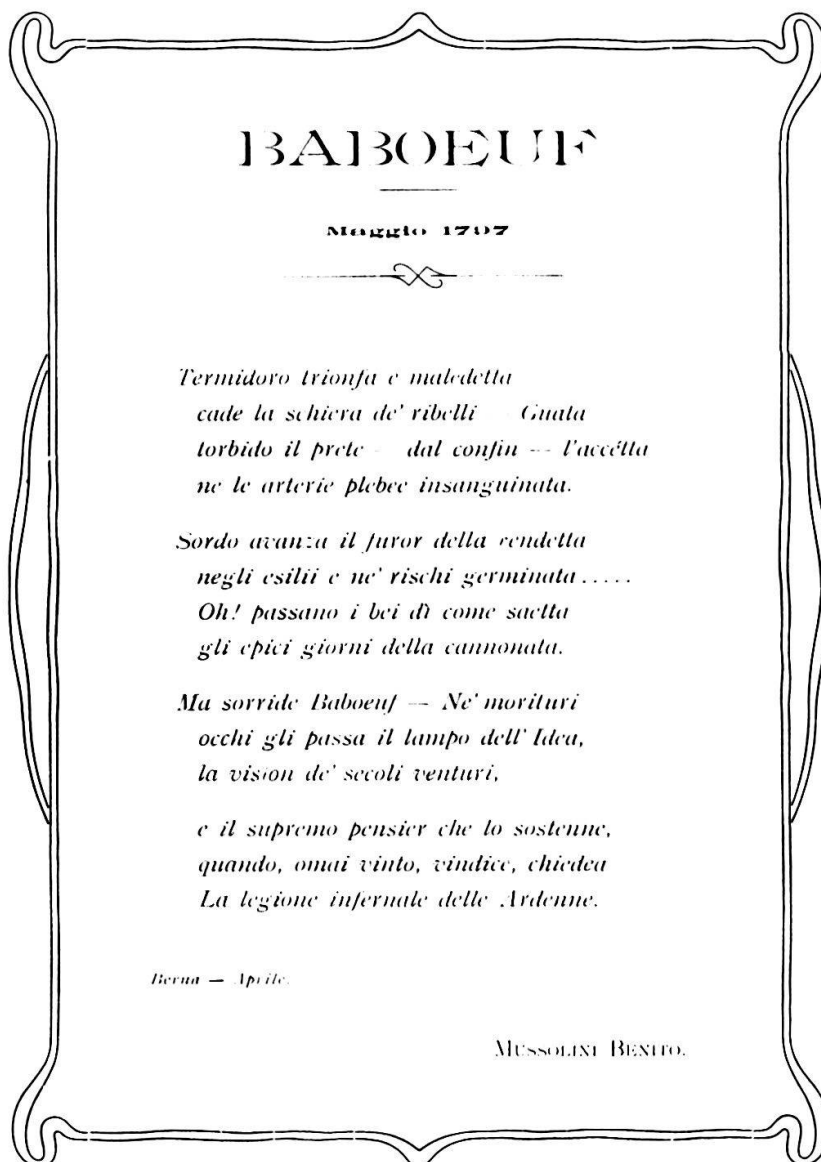 BABOEUF
Maggio 1797
Termidoro trionfa e maledetta
cade la schiera de' ribelli — Guata
torbido il prete — dal confin — l'accétta
ne le arterie plebee insanguinata.
Sordo avanza il furor della vendetta
negli esilii e ne' rischi germinata.....
Oh! passano i bei dì come saetta
gli epici giorni della cannonata.
Ma sorride Baboeuf — Ne' morituri
occhi gli passa il lampo dell' Idea,
la vision de' secoli venturi,
e il supremo pensier che lo sostenne,
quando, omai vinto, vindice, chiedea
La legione infernale delle Ardenne.
Berna — Aprile.
MUSSOLINI BENITO.